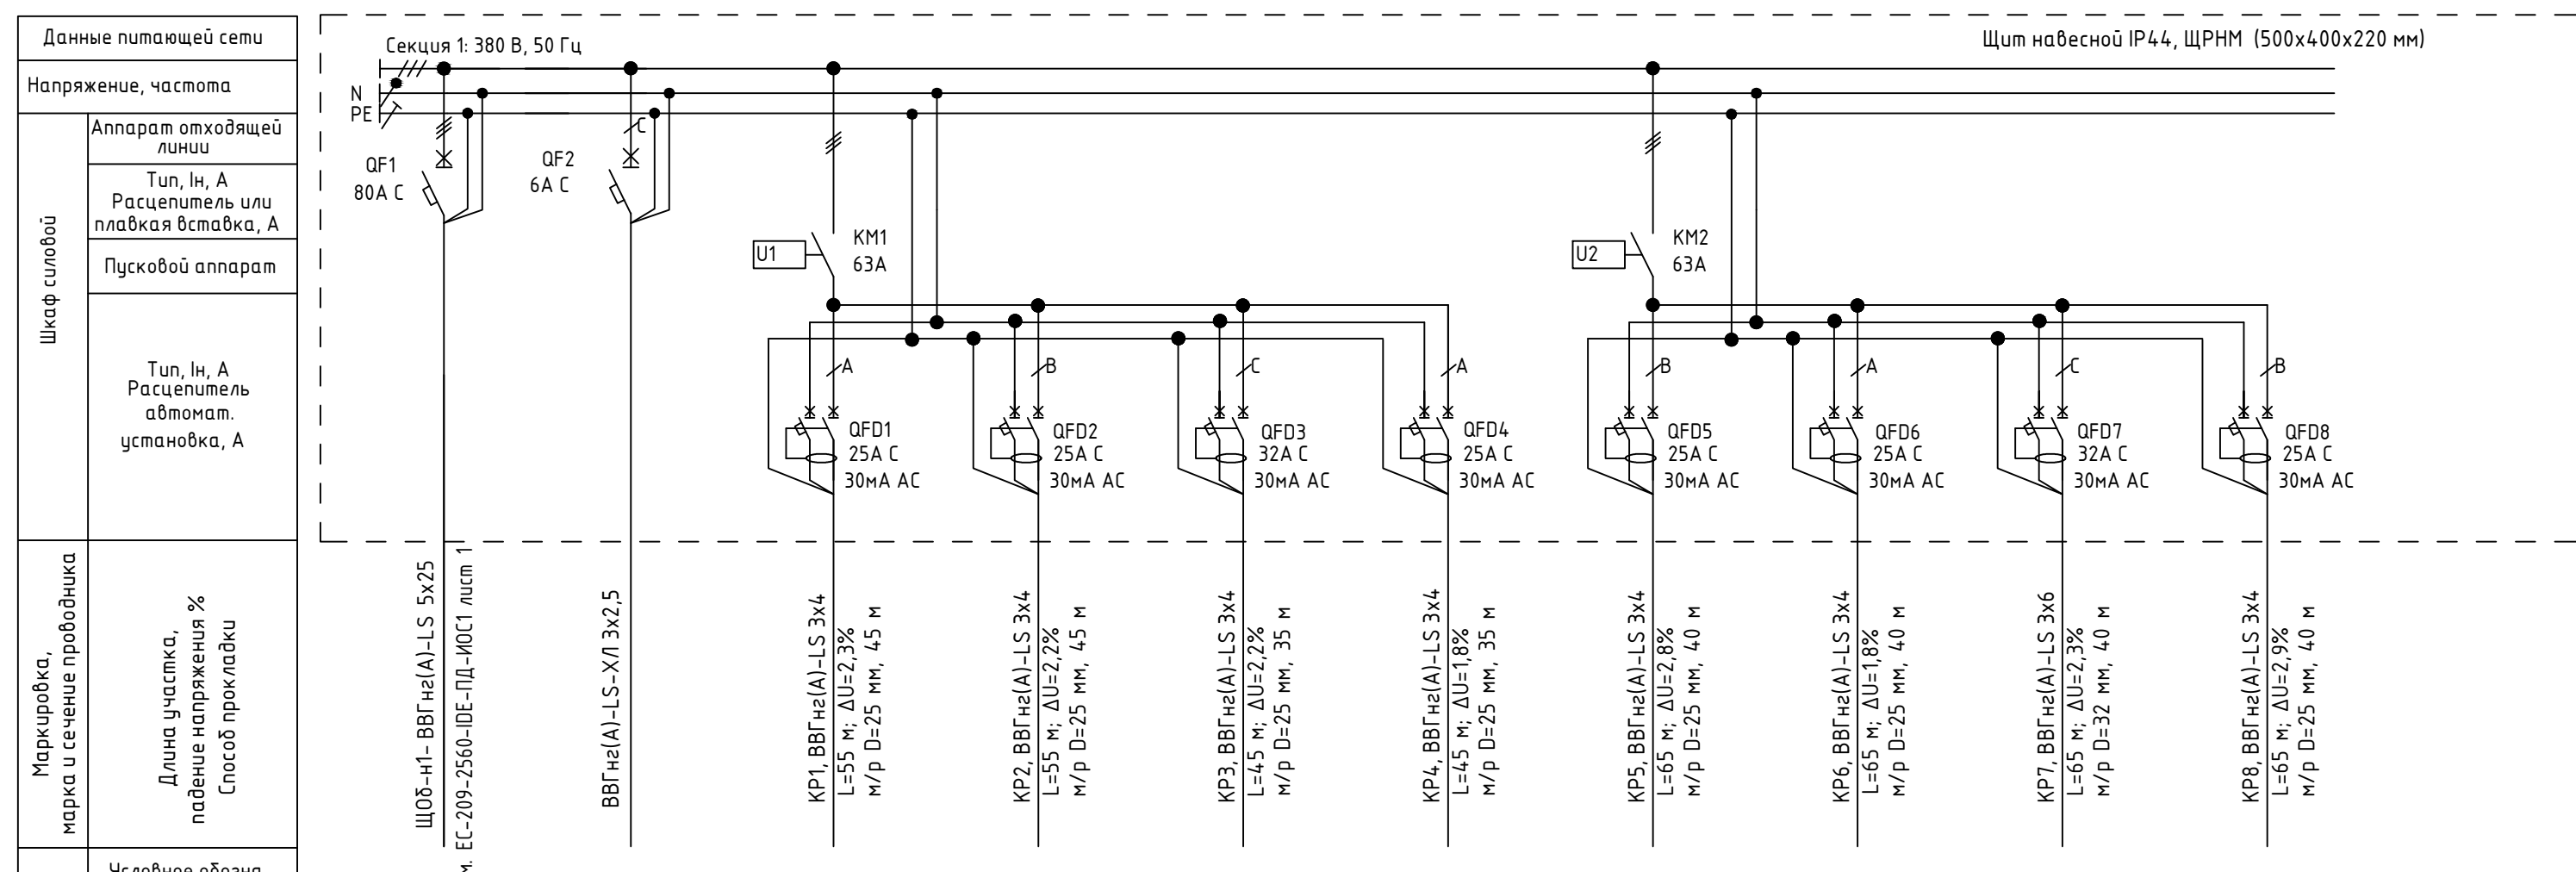 Данные питающей сети
Напряжение, частота
Шкаф силовой
Аппарат отходящей
линии
Тип, Iн, А
Расцепитель или
плавкая вставка, А
Пусковой аппарат
Тип, Iн, А
Расцепитель
автомат.
установка, А
Маркировка,
марка и сечение проводника
Длина участка,
падение напряжения %
Способ прокладки
Секция 1: 380 В, 50 Гц
Щит навесной IP44, ЩРНМ (500х400х220 мм)
N
PE
QF1
80А С
C
QF2
6А С
U1
КМ1
63А
U2
КМ2
63А
A
QFD1
25А С
30мА АС
B
QFD2
25А С
30мА АС
C
QFD3
32А С
30мА АС
A
QFD4
25А С
30мА АС
B
QFD5
25А С
30мА АС
A
QFD6
25А С
30мА АС
C
QFD7
32А С
30мА АС
B
QFD8
25А С
30мА АС
ЩОб-н1- ВВГнг(А)-LS 5х25
ЕС-209-2560-IDE-ПД-ИОС1 лист 1
ВВГнг(А)-LS-ХЛ 3х2,5
КР1, ВВГнг(А)-LS 3х4
L=55 м; ΔU=2,3%
м/р D=25 мм, 45 м
КР2, ВВГнг(А)-LS 3х4
L=55 м; ΔU=2,2%
м/р D=25 мм, 45 м
КР3, ВВГнг(А)-LS 3х4
L=45 м; ΔU=2,2%
м/р D=25 мм, 35 м
КР4, ВВГнг(А)-LS 3х4
L=45 м; ΔU=1,8%
м/р D=25 мм, 35 м
КР5, ВВГнг(А)-LS 3х4
L=65 м; ΔU=2,8%
м/р D=25 мм, 40 м
КР6, ВВГнг(А)-LS 3х4
L=65 м; ΔU=1,8%
м/р D=25 мм, 40 м
КР7, ВВГнг(А)-LS 3х6
L=65 м; ΔU=2,3%
м/р D=32 мм, 40 м
КР8, ВВГнг(А)-LS 3х4
L=65 м; ΔU=2,9%
м/р D=25 мм, 40 м